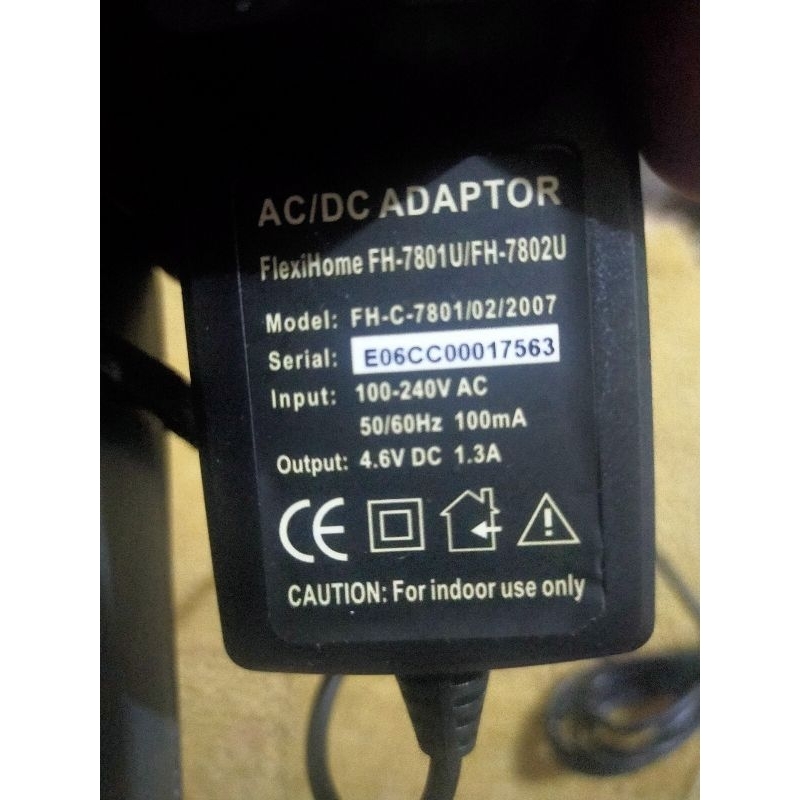 AC/DC ADAPTOR
FlexiHome FH-7801U/FH-7802U
Model: FH-C-7801/02/2007
Serial: E06CC00017563
Input: 100-240V AC
50/60Hz 100mA
Output: 4.6V DC 1.3A
CE
CAUTION: For indoor use only